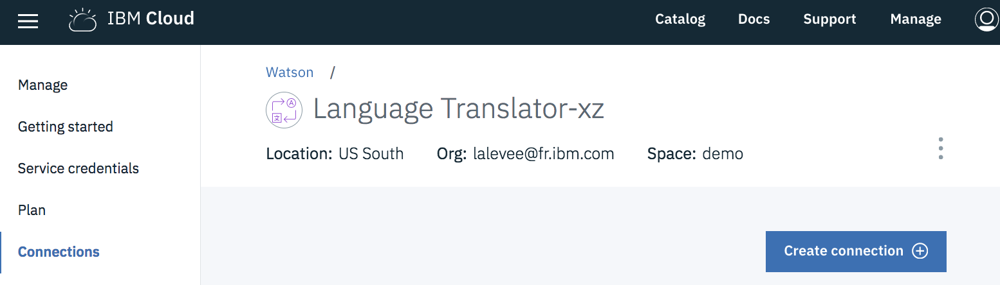 IBM Cloud
Catalog Docs Support Manage
Manage
Getting started
Service credentials
Plan
Connections
Watson /
Language Translator-xz
Location: US South Org: lalevee@fr.ibm.com Space: demo
Create connection